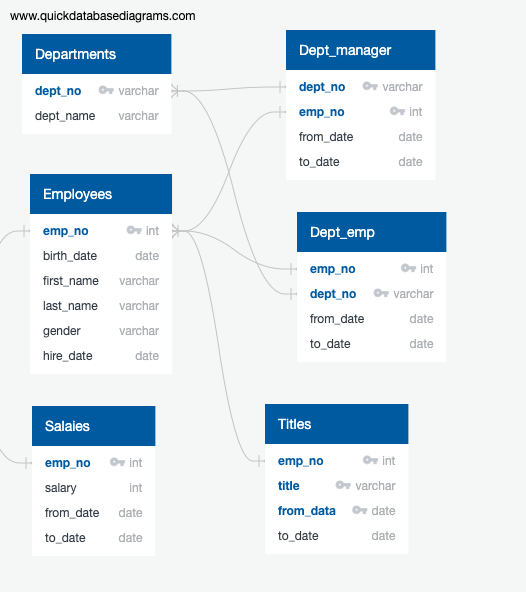 www.quickdatabasediagrams.com
Departments
dept_no varchar
dept_name varchar
Dept_manager
dept_no varchar
emp_no int
from_date date
to_date date
Employees
emp_no int
birth_date date
first_name varchar
last_name varchar
gender varchar
hire_date date
Dept_emp
emp_no int
dept_no varchar
from_date date
to_date date
Salaies
emp_no int
salary int
from_date date
to_date date
Titles
emp_no int
title varchar
from_data date
to_date date